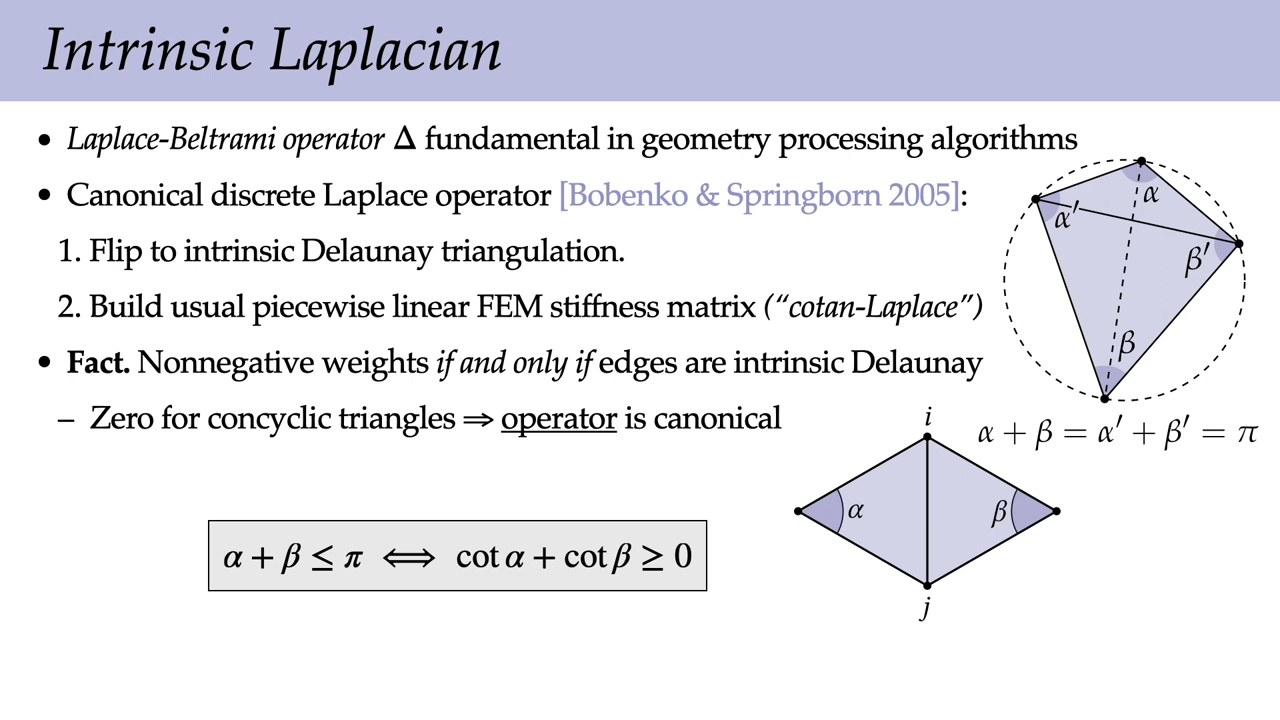 Intrinsic Laplacian
• Laplace-Beltrami operator Δ fundamental in geometry processing algorithms
• Canonical discrete Laplace operator [Bobenko & Springborn 2005]:
1. Flip to intrinsic Delaunay triangulation.
2. Build usual piecewise linear FEM stiffness matrix (“cotan-Laplace”)
• Fact. Nonnegative weights if and only if edges are intrinsic Delaunay
– Zero for concyclic triangles ⇒ operator is canonical
α + β ≤ π ⟺ cot α + cot β ≥ 0
α
α′
β′
β
α + β = α′ + β′ = π
i
α
β
j